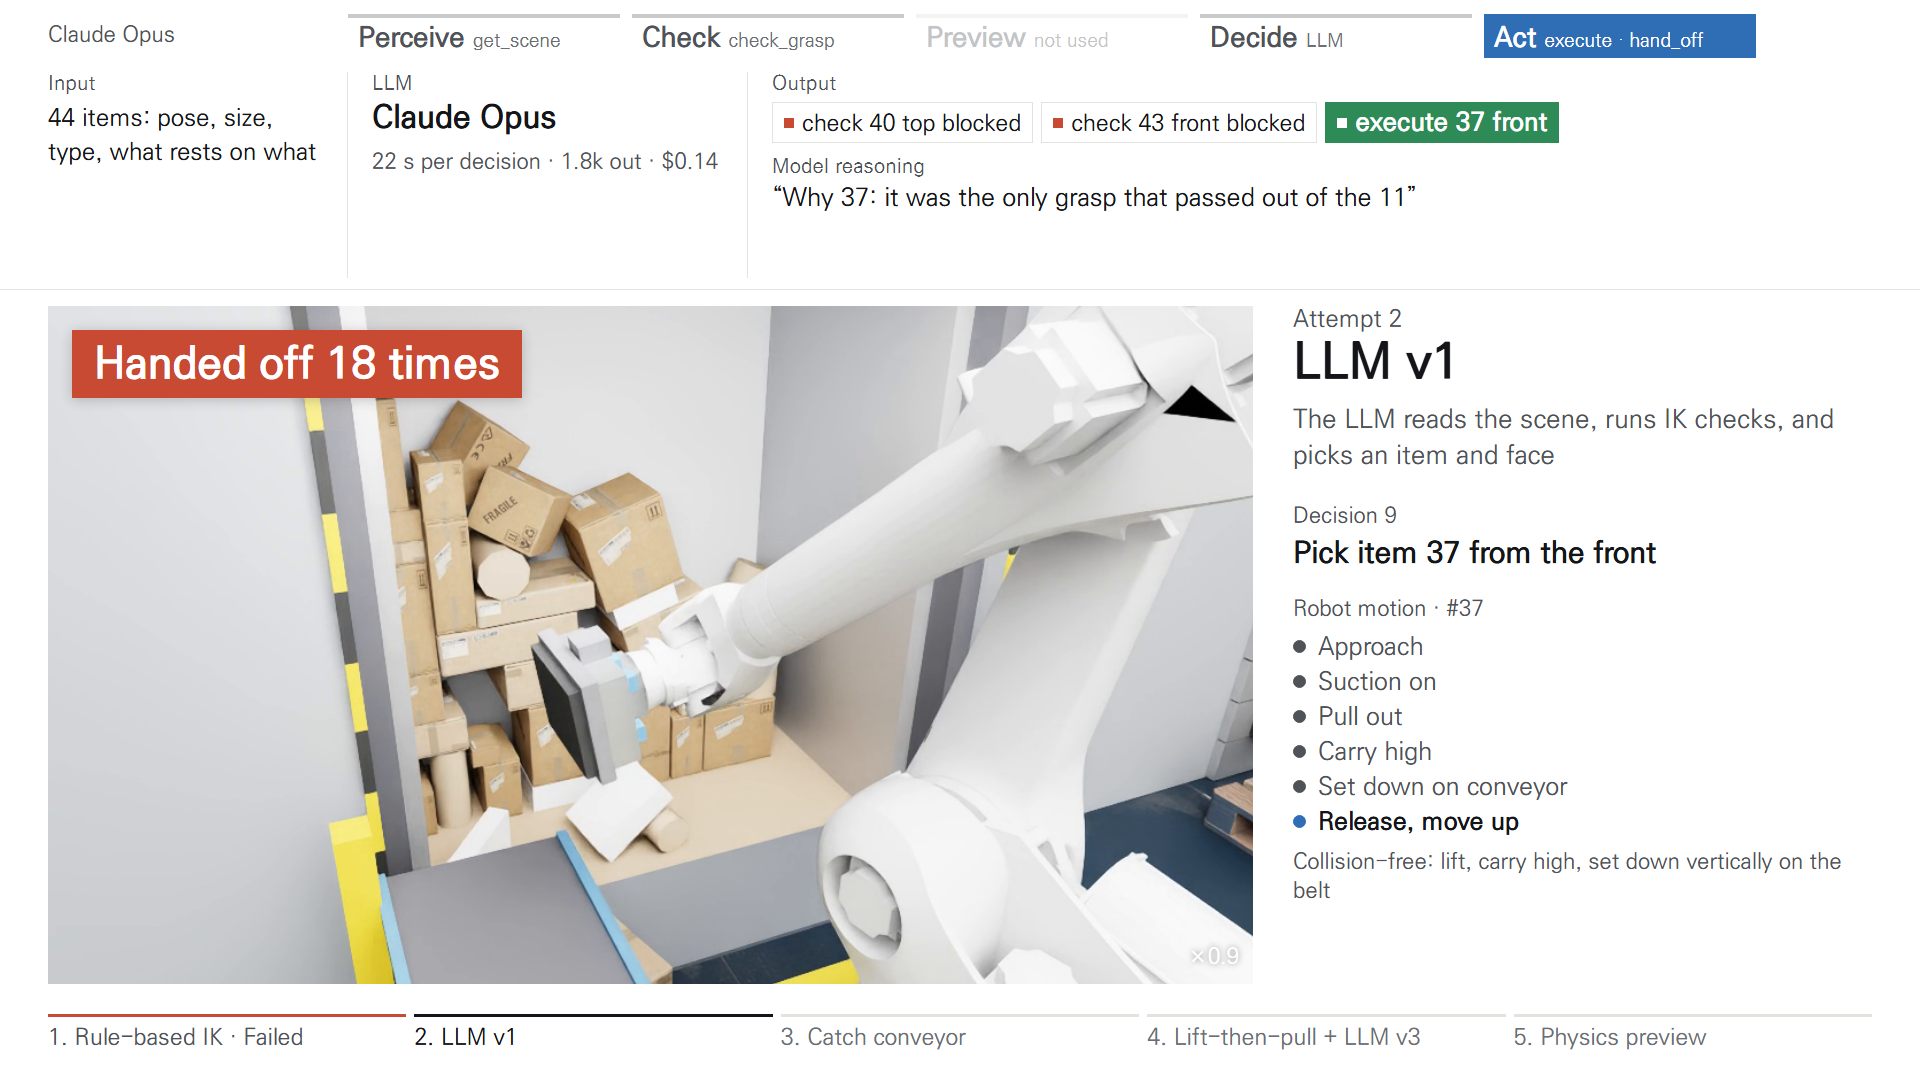 Claude Opus
Perceive get_scene
Check check_grasp
Preview not used
Decide LLM
Act execute · hand_off
Input
44 items: pose, size,
type, what rests on what
LLM
Claude Opus
22 s per decision · 1.8k out · $0.14
Output
check 40 top blocked
check 43 front blocked
execute 37 front
Model reasoning
“Why 37: it was the only grasp that passed out of the 11”
Handed off 18 times
FRAGILE
×0.9
Attempt 2
LLM v1
The LLM reads the scene, runs IK checks, and
picks an item and face
Decision 9
Pick item 37 from the front
Robot motion · #37
Approach
Suction on
Pull out
Carry high
Set down on conveyor
Release, move up
Collision-free: lift, carry high, set down vertically on the
belt
1. Rule-based IK · Failed
2. LLM v1
3. Catch conveyor
4. Lift-then-pull + LLM v3
5. Physics preview